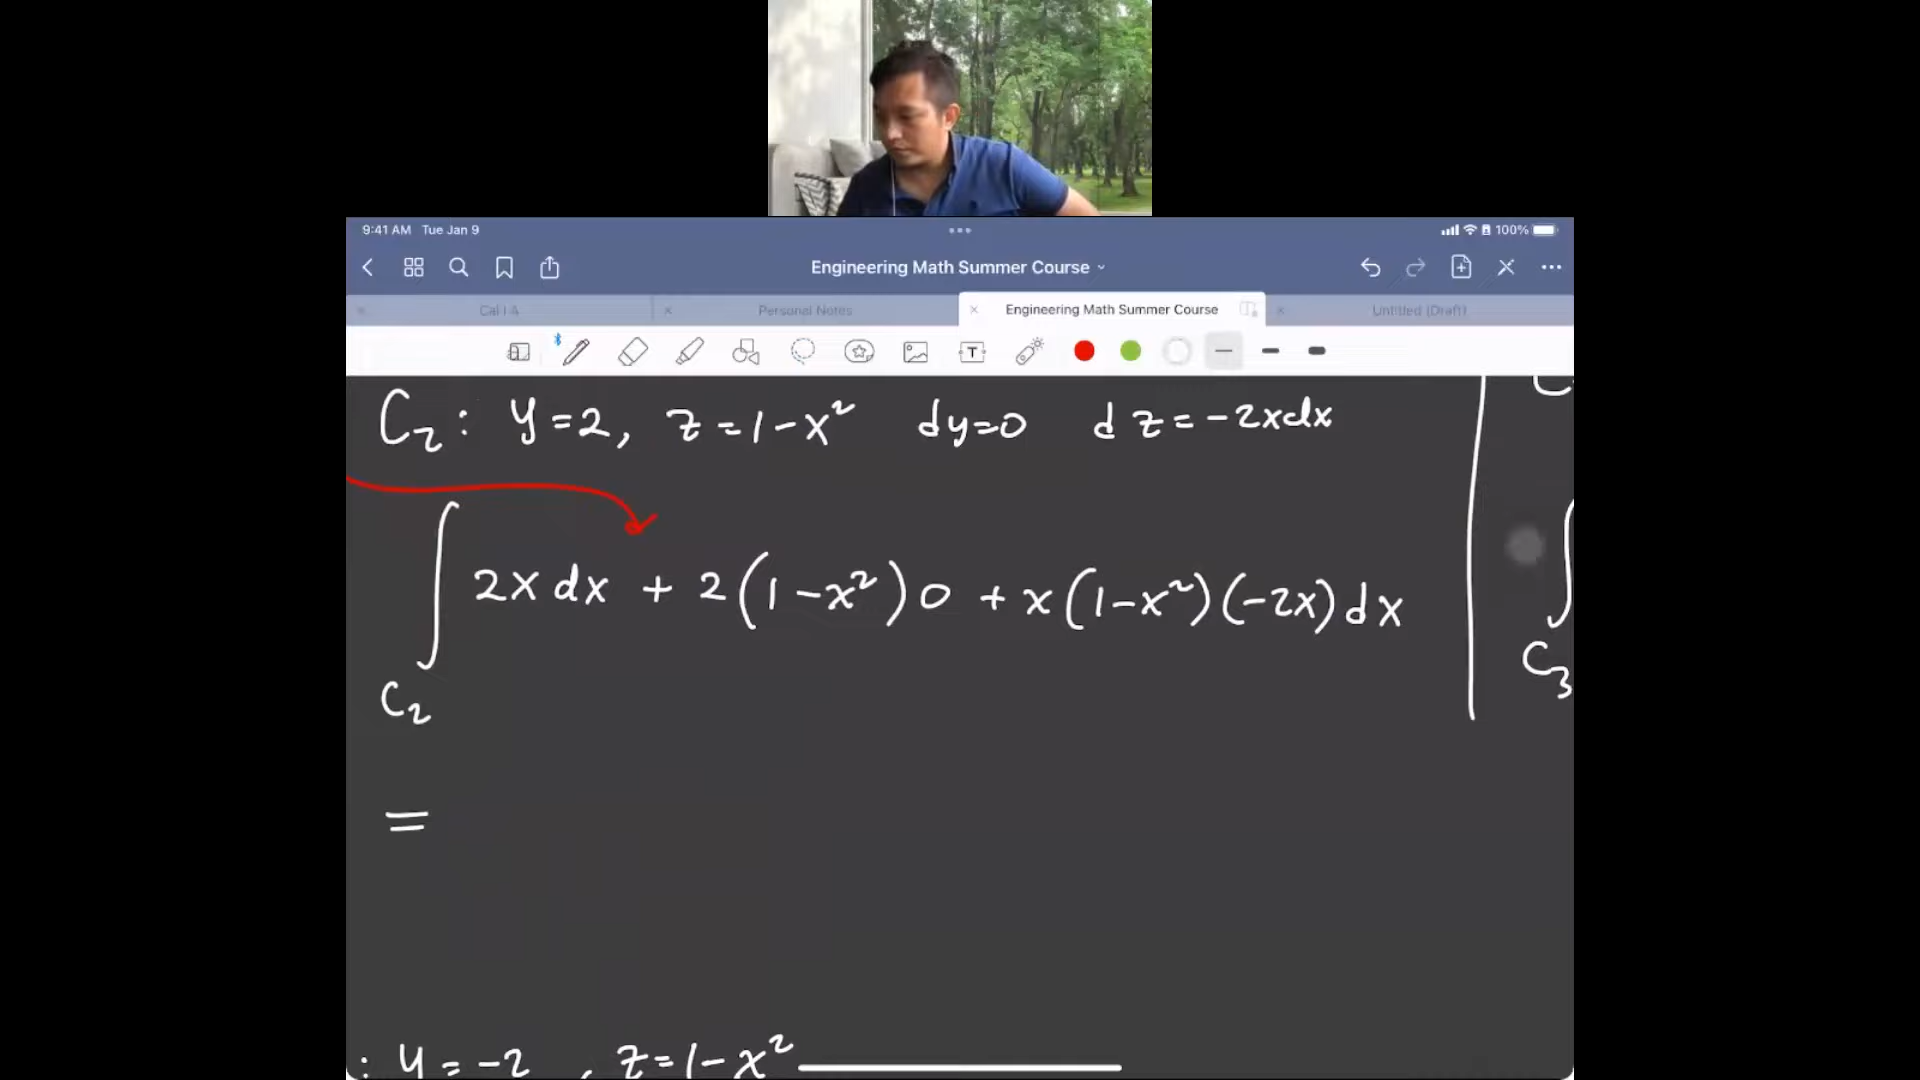 9:41 AM Tue Jan 9
100%
Engineering Math Summer Course
Cal I A
Personal Notes
Engineering Math Summer Course
Untitled (Draft)
T
C₂ : y=2, z=1-x² dy=0 dz=-2xdx
∫ 2x dx + 2(1-x²)0 + x(1-x²)(-2x)dx
C₂
C₃
=
: y=-2, z=1-x²